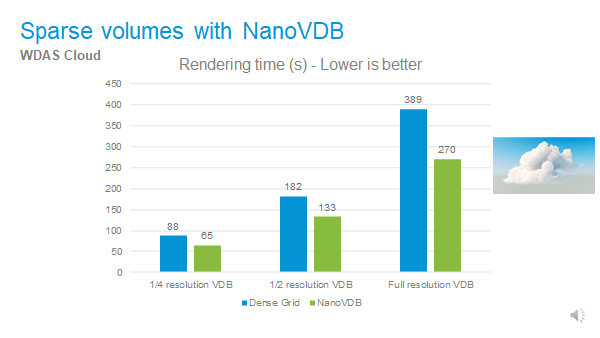 Sparse volumes with NanoVDB
WDAS Cloud
Rendering time (s) - Lower is better
450
400
350
300
250
200
150
100
50
0
88
65
182
133
389
270
1/4 resolution VDB
1/2 resolution VDB
Full resolution VDB
Dense Grid
NanoVDB